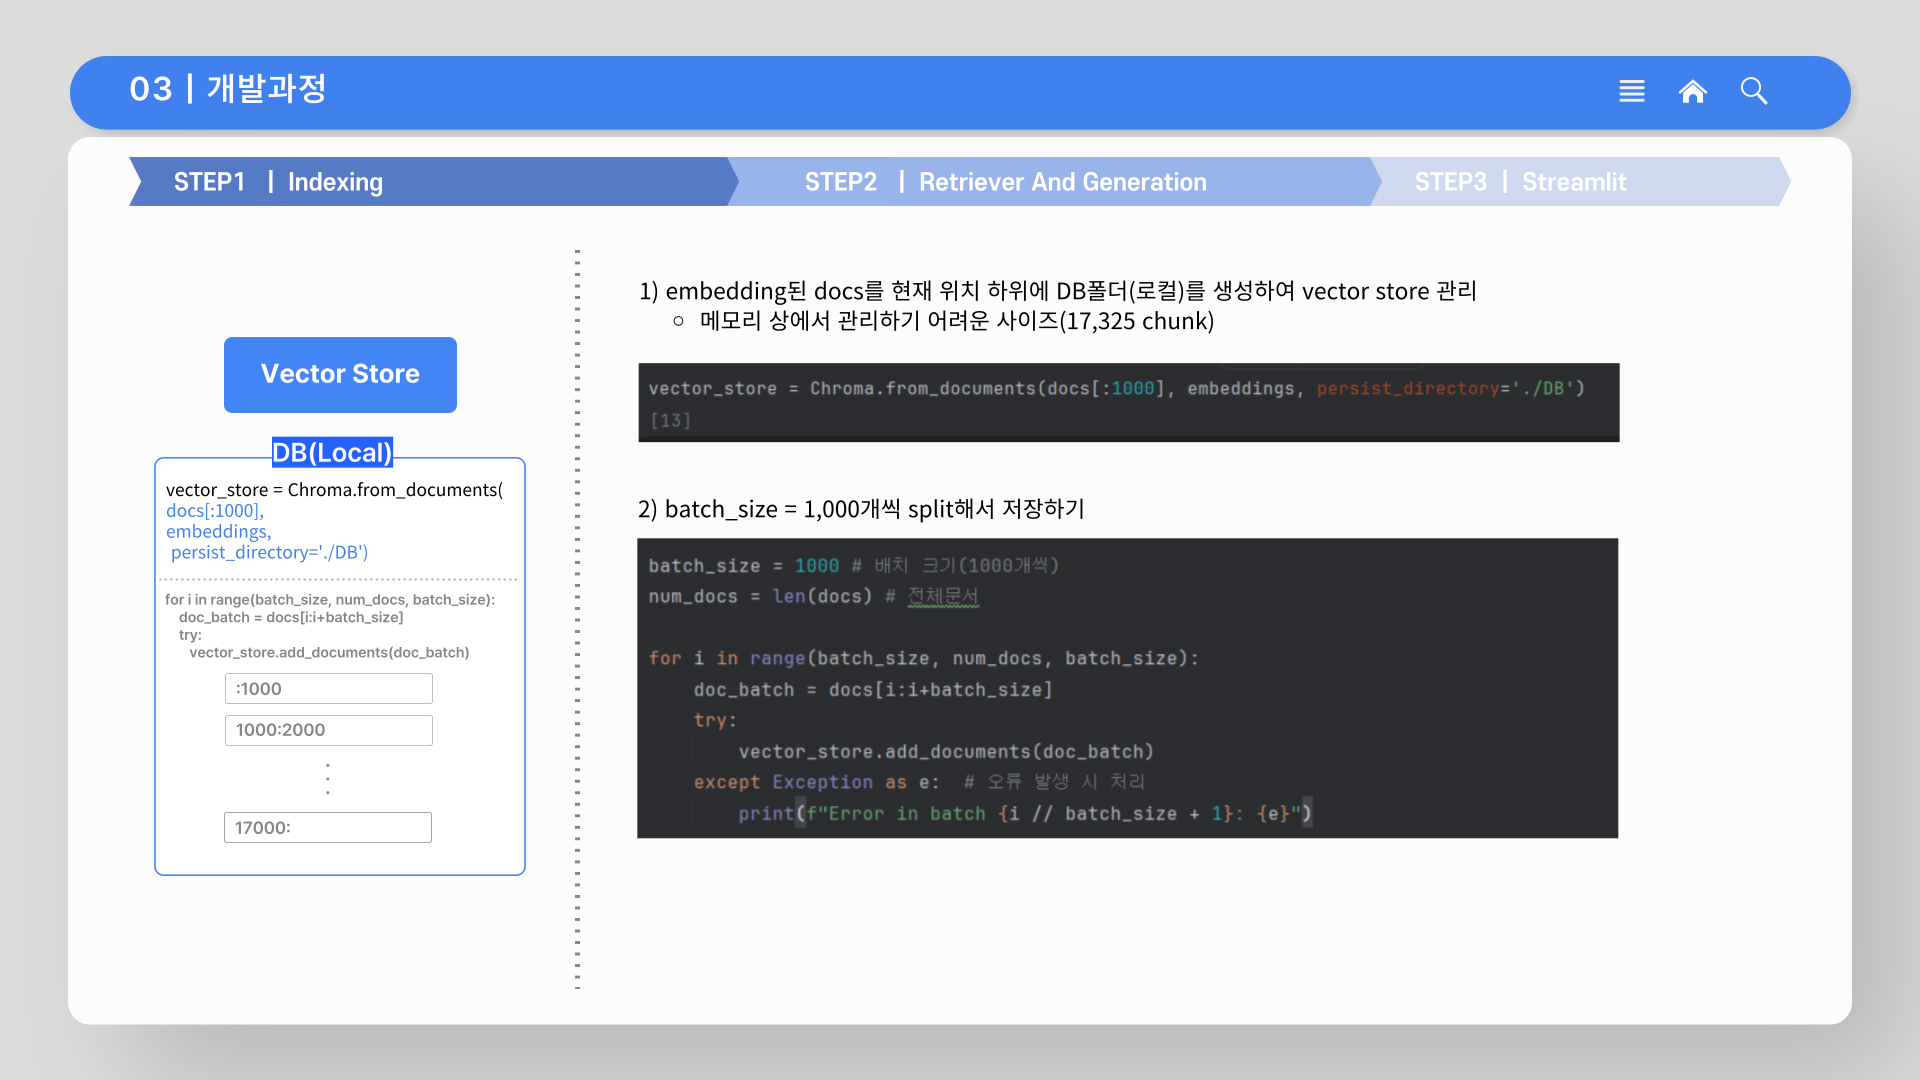 03 | 개발과정
STEP1 | Indexing
STEP2 | Retriever And Generation
STEP3 | Streamlit
Vector Store
DB(Local)
vector_store = Chroma.from_documents(
docs[:1000],
embeddings,
persist_directory='./DB')
for i in range(batch_size, num_docs, batch_size):
doc_batch = docs[i:i+batch_size]
try:
vector_store.add_documents(doc_batch)
:1000
1000:2000
17000:
1) embedding된 docs를 현재 위치 하위에 DB폴더(로컬)를 생성하여 vector store 관리
○ 메모리 상에서 관리하기 어려운 사이즈(17,325 chunk)
vector_store = Chroma.from_documents(docs[:1000], embeddings, persist_directory='./DB')
[13]
2) batch_size = 1,000개씩 split해서 저장하기
batch_size = 1000 # 배치 크기(1000개씩)
num_docs = len(docs) # 전체문서
for i in range(batch_size, num_docs, batch_size):
doc_batch = docs[i:i+batch_size]
try:
vector_store.add_documents(doc_batch)
except Exception as e:  # 오류 발생 시 처리
print(f"Error in batch {i // batch_size + 1}: {e}")